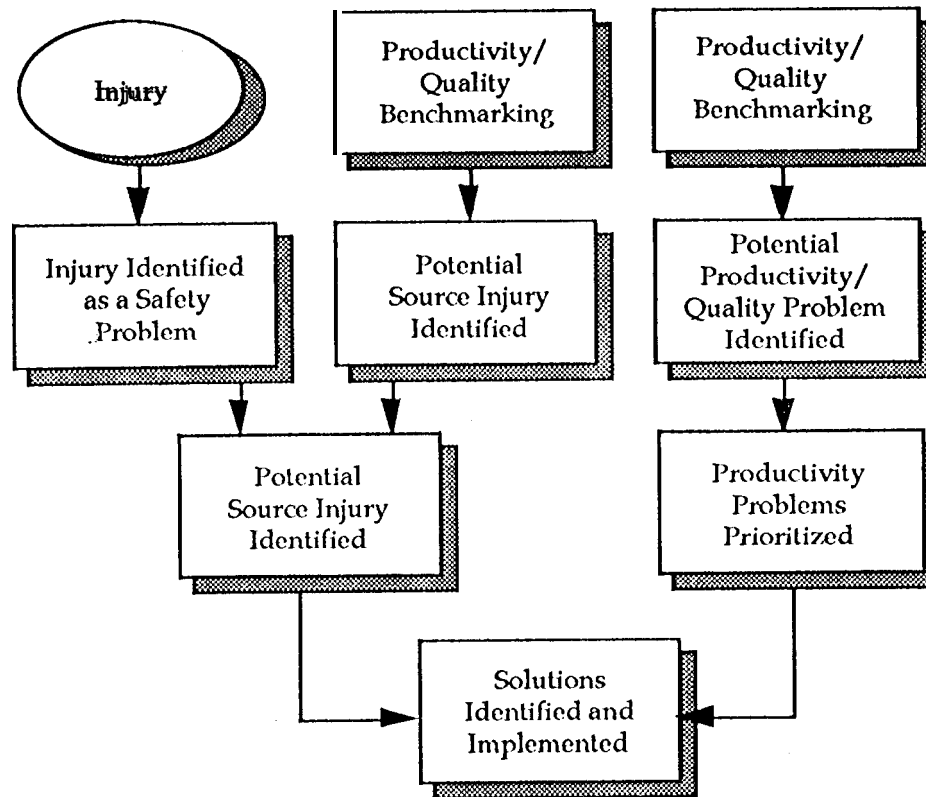 Injury
Productivity/
Quality
Benchmarking
Productivity/
Quality
Benchmarking
Injury Identified
as a Safety
Problem
Potential
Source Injury
Identified
Potential
Productivity/
Quality Problem
Identified
Potential
Source Injury
Identified
Productivity
Problems
Prioritized
Solutions
Identified and
Implemented